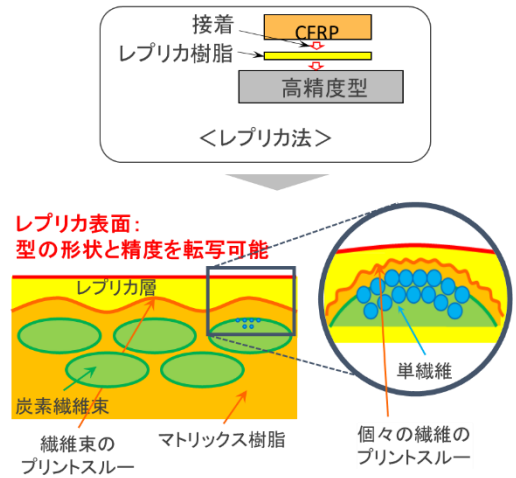 接着
CFRP
レプリカ樹脂
高精度型
＜レプリカ法＞
レプリカ表面：
型の形状と精度を転写可能
レプリカ層
単繊維
炭素繊維束
繊維束の
プリントスルー
マトリックス樹脂
個々の繊維の
プリントスルー